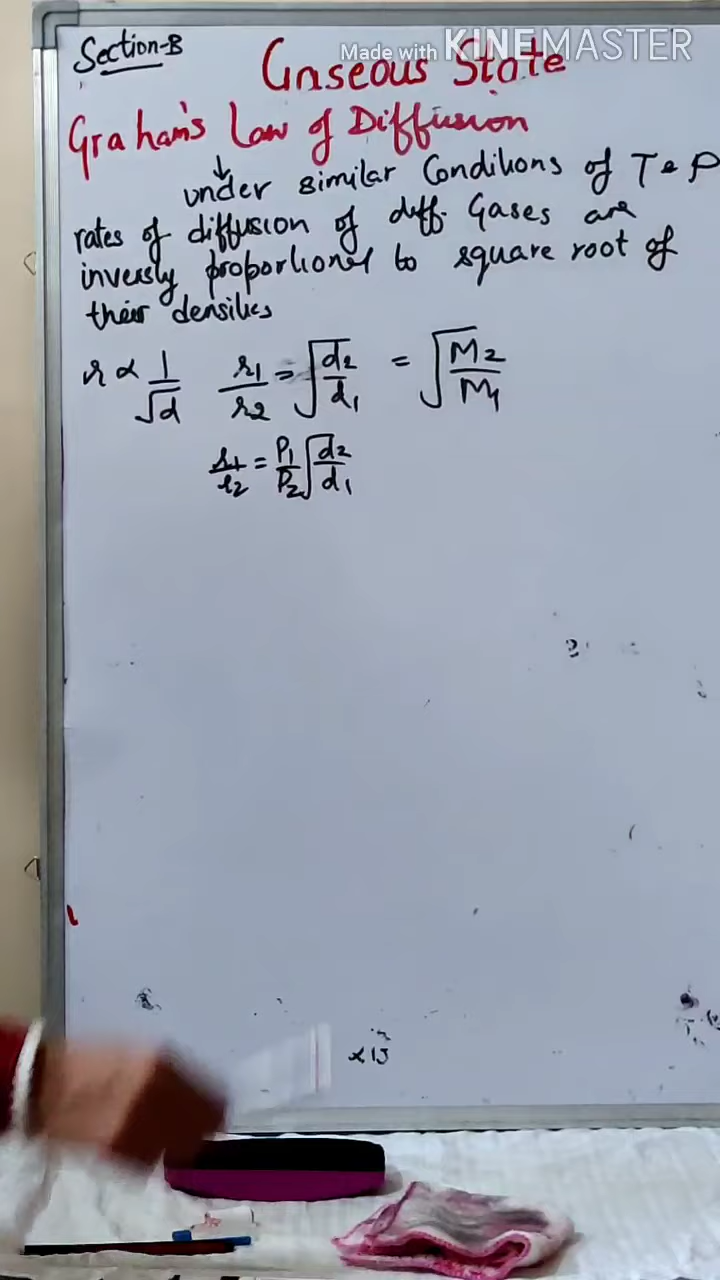 Section-B
Made with KINEMASTER
Gaseous State
Graham's Law of Diffusion
↓
under similar Conditions of T & P
rates of diffusion of diff. Gases are
inversly proportional to square root of
their densities
r ∝ 1/√d r1/r2 = √(d2/d1) = √(M2/M1)
r1/r2 = P1/P2 √(d2/d1)